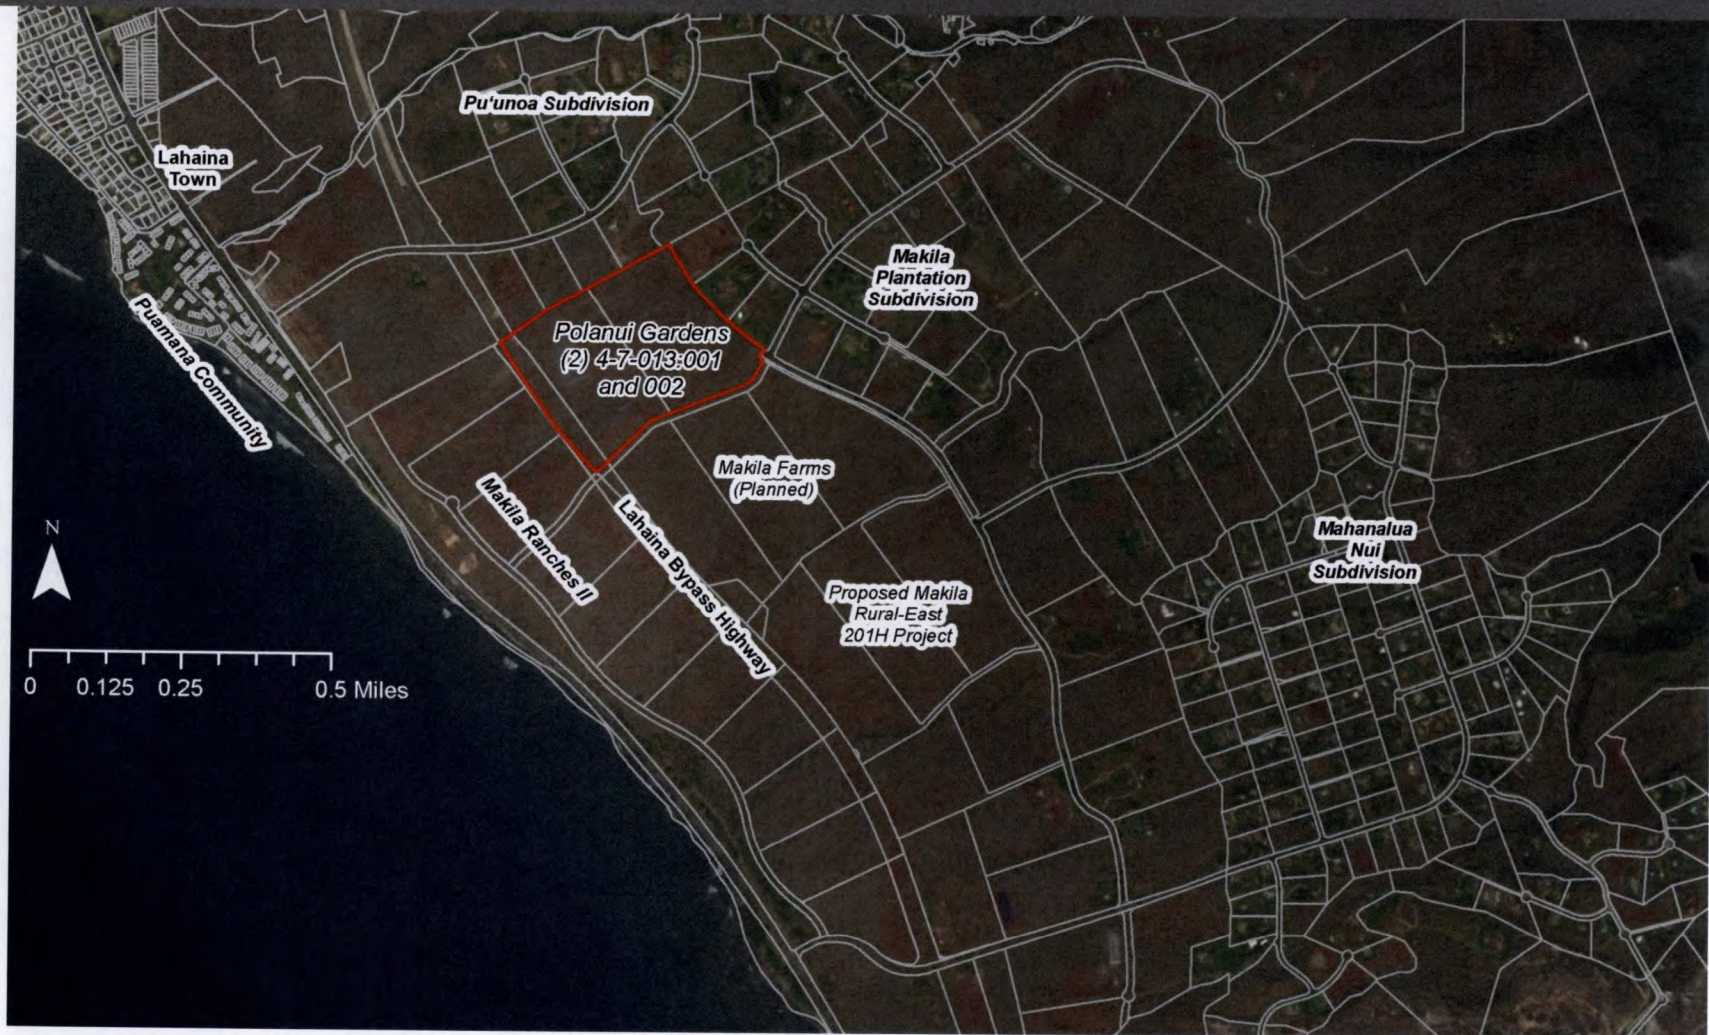 Pu'unoa Subdivision
Lahaina
Town
Makila
Plantation
Subdivision
Puamana Community
Polanui Gardens
(2) 4-7-013:001
and 002
Makila Farms
(Planned)
Makila Ranches II
Lahaina Bypass Highway
Mahanalua
Nui
Subdivision
Proposed Makila
Rural-East
201H Project
N
0 0.125 0.25 0.5 Miles